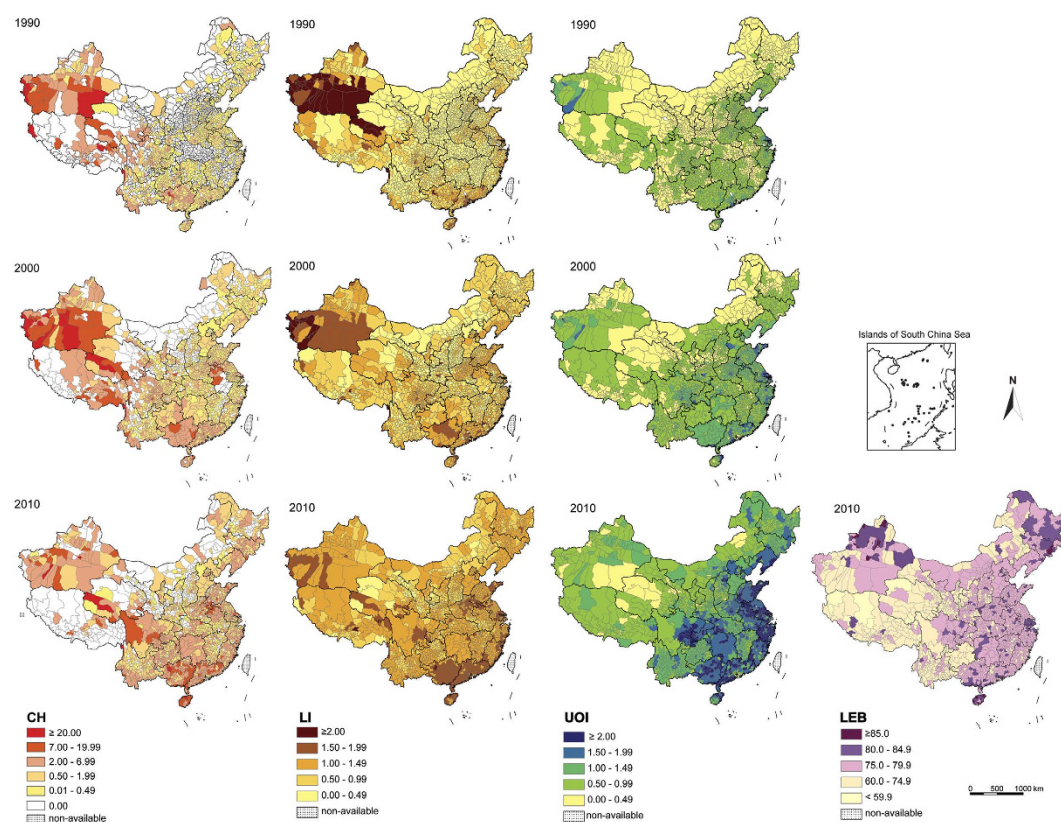 1990
1990
1990
2000
2000
2000
Islands of South China Sea
N
2010
2010
2010
2010
CH
≥ 20.00
7.00 - 19.99
2.00 - 6.99
0.50 - 1.99
0.01 - 0.49
0.00
non-available
LI
≥2.00
1.50 - 1.99
1.00 - 1.49
0.50 - 0.99
0.00 - 0.49
non-available
UOI
≥ 2.00
1.50 - 1.99
1.00 - 1.49
0.50 - 0.99
0.00 - 0.49
non-available
LEB
≥85.0
80.0 - 84.9
75.0 - 79.9
60.0 - 74.9
< 59.9
non-available
0 500 1000 km